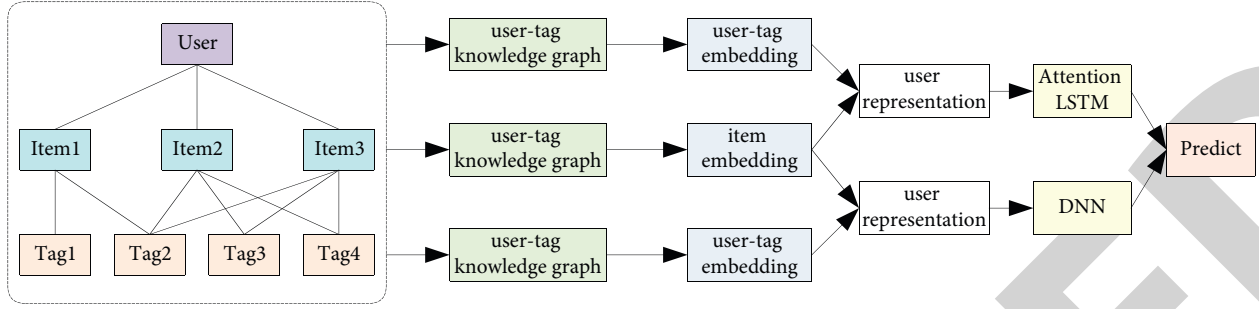 User
Item1
Item2
Item3
Tag1
Tag2
Tag3
Tag4
user-tag
knowledge graph
user-tag
knowledge graph
user-tag
knowledge graph
user-tag
embedding
item
embedding
user-tag
embedding
user
representation
user
representation
Attention
LSTM
DNN
Predict